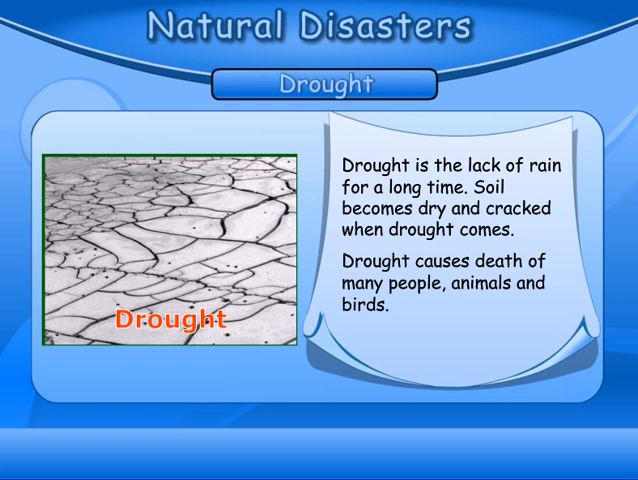 Natural Disasters
Drought
Drought is the lack of rain
for a long time. Soil
becomes dry and cracked
when drought comes.
Drought causes death of
many people, animals and
birds.
Drought